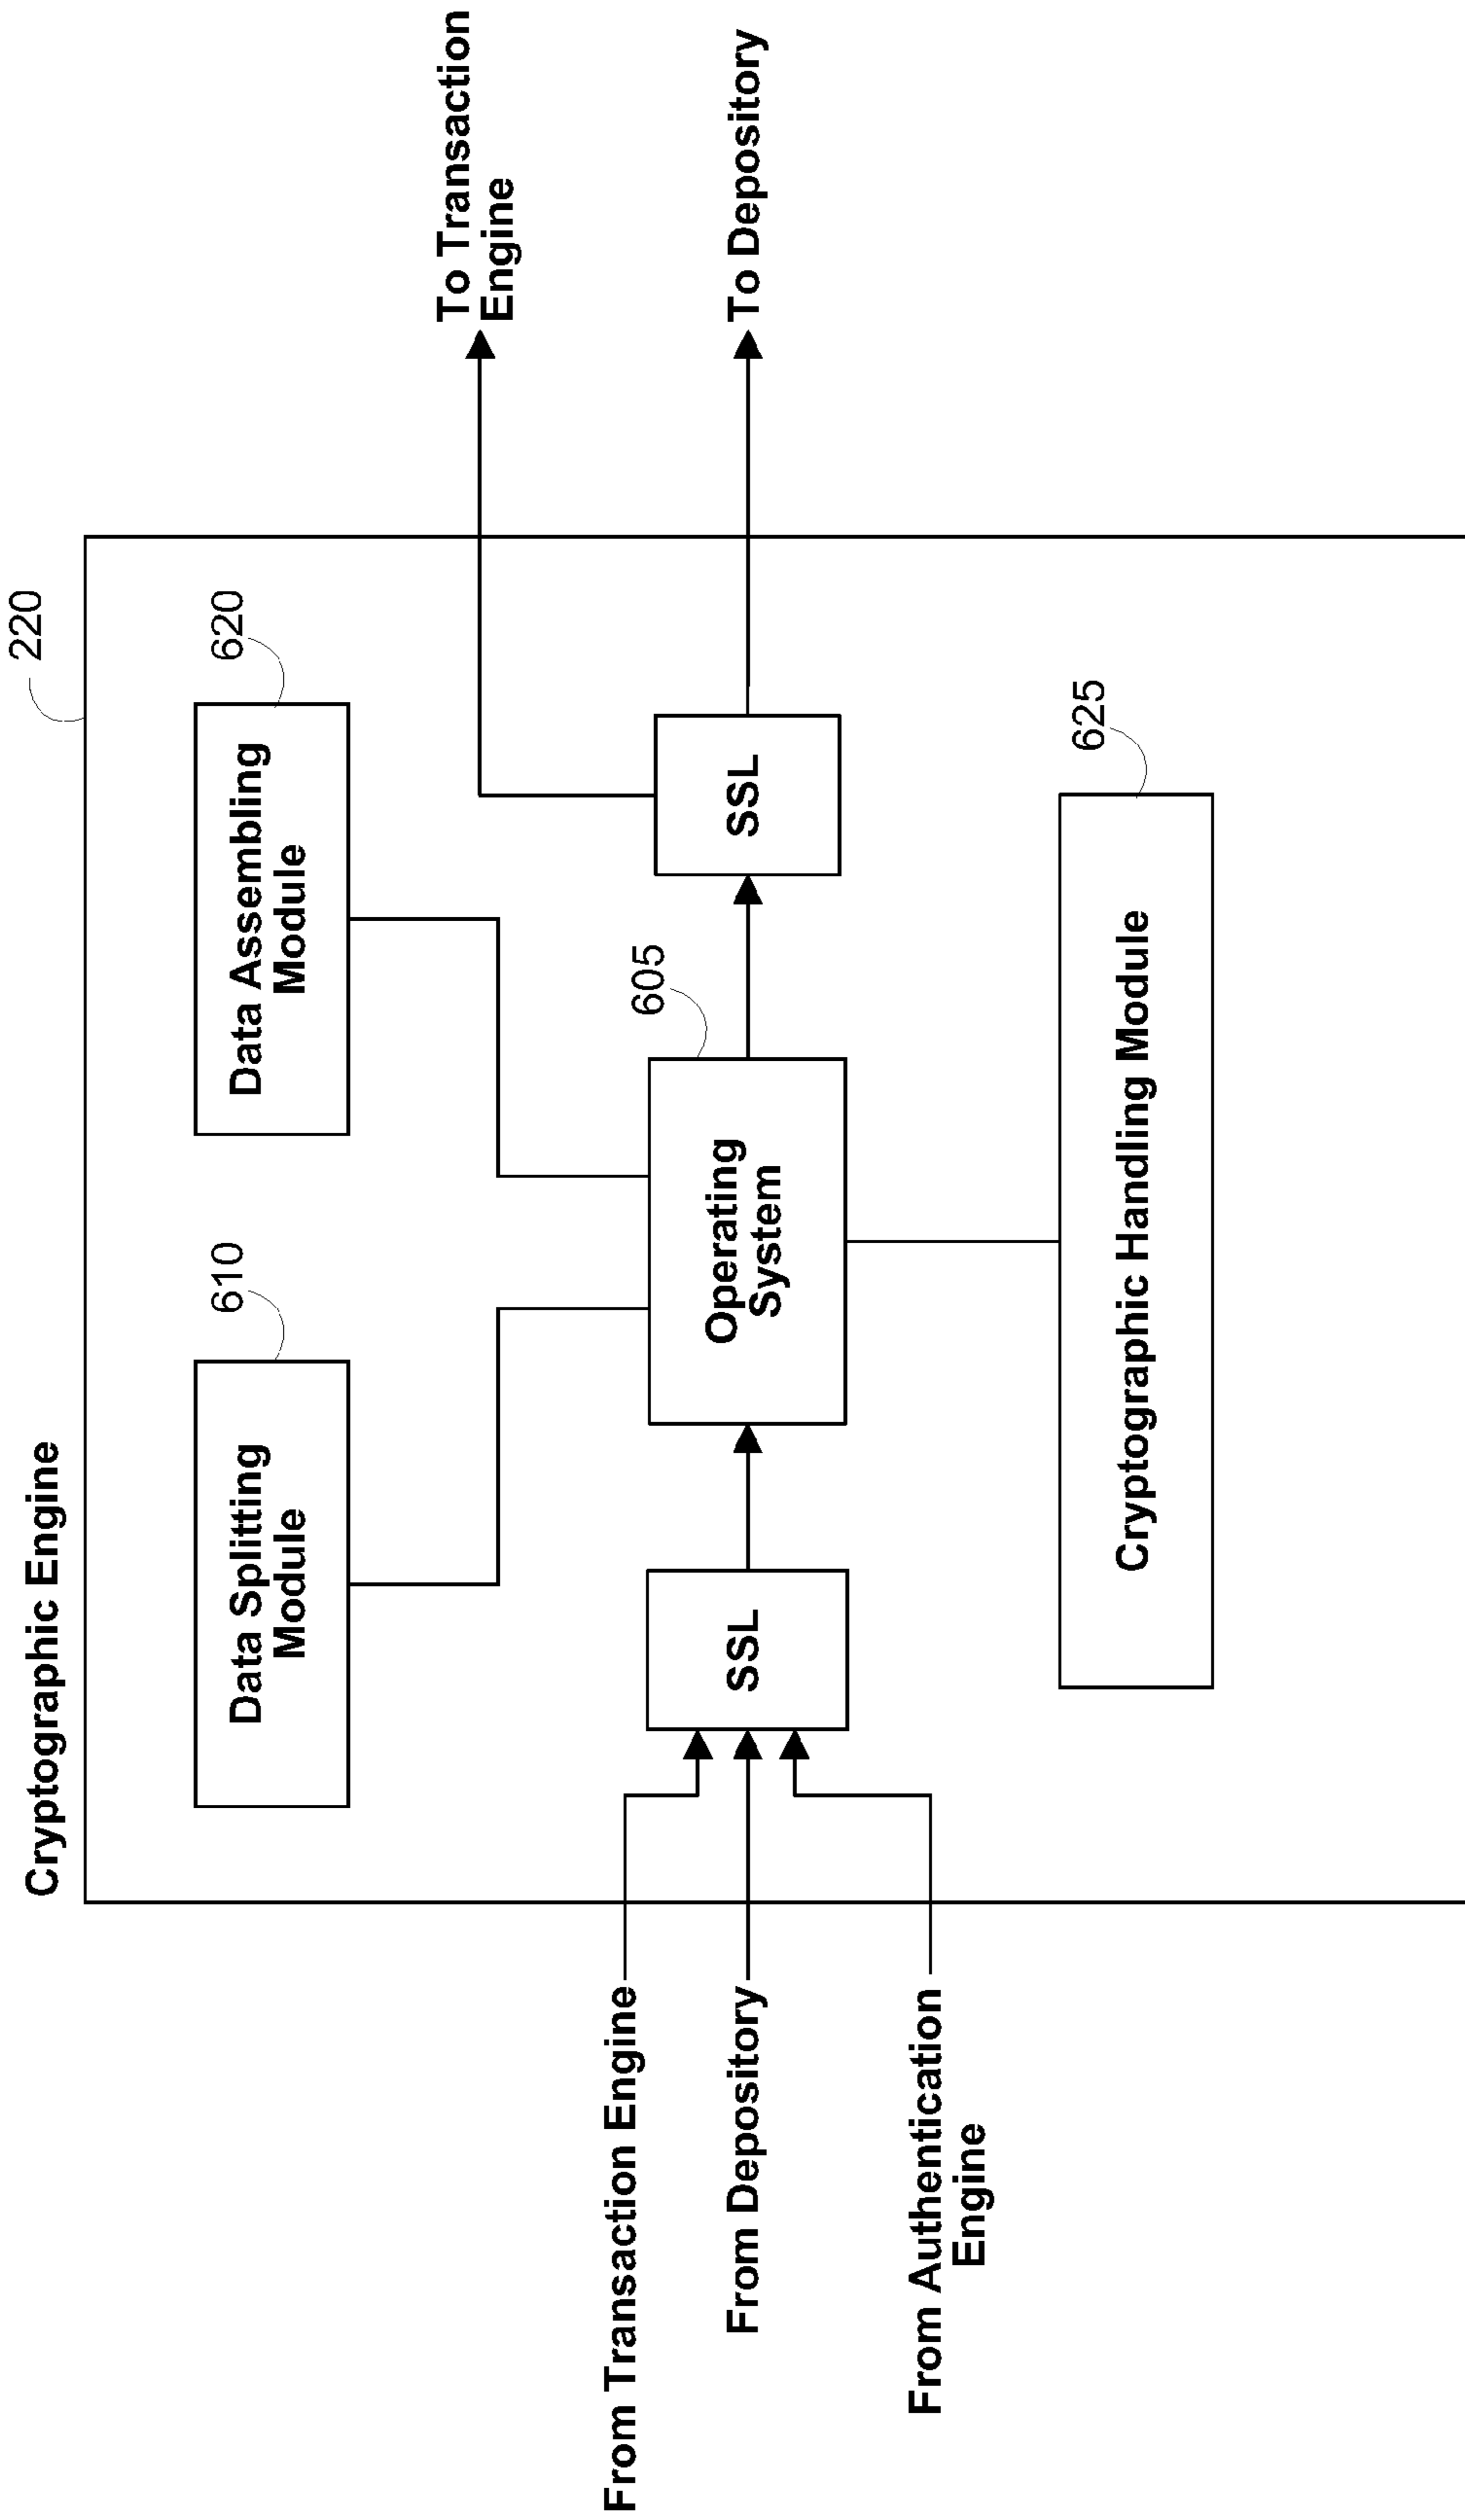 Cryptographic Engine
220
610
620
Data Splitting
Module
Data Assembling
Module
To Transaction
Engine
From Transaction Engine
605
From Depository
SSL
Operating
System
SSL
To Depository
From Authentication
Engine
625
Cryptographic Handling Module